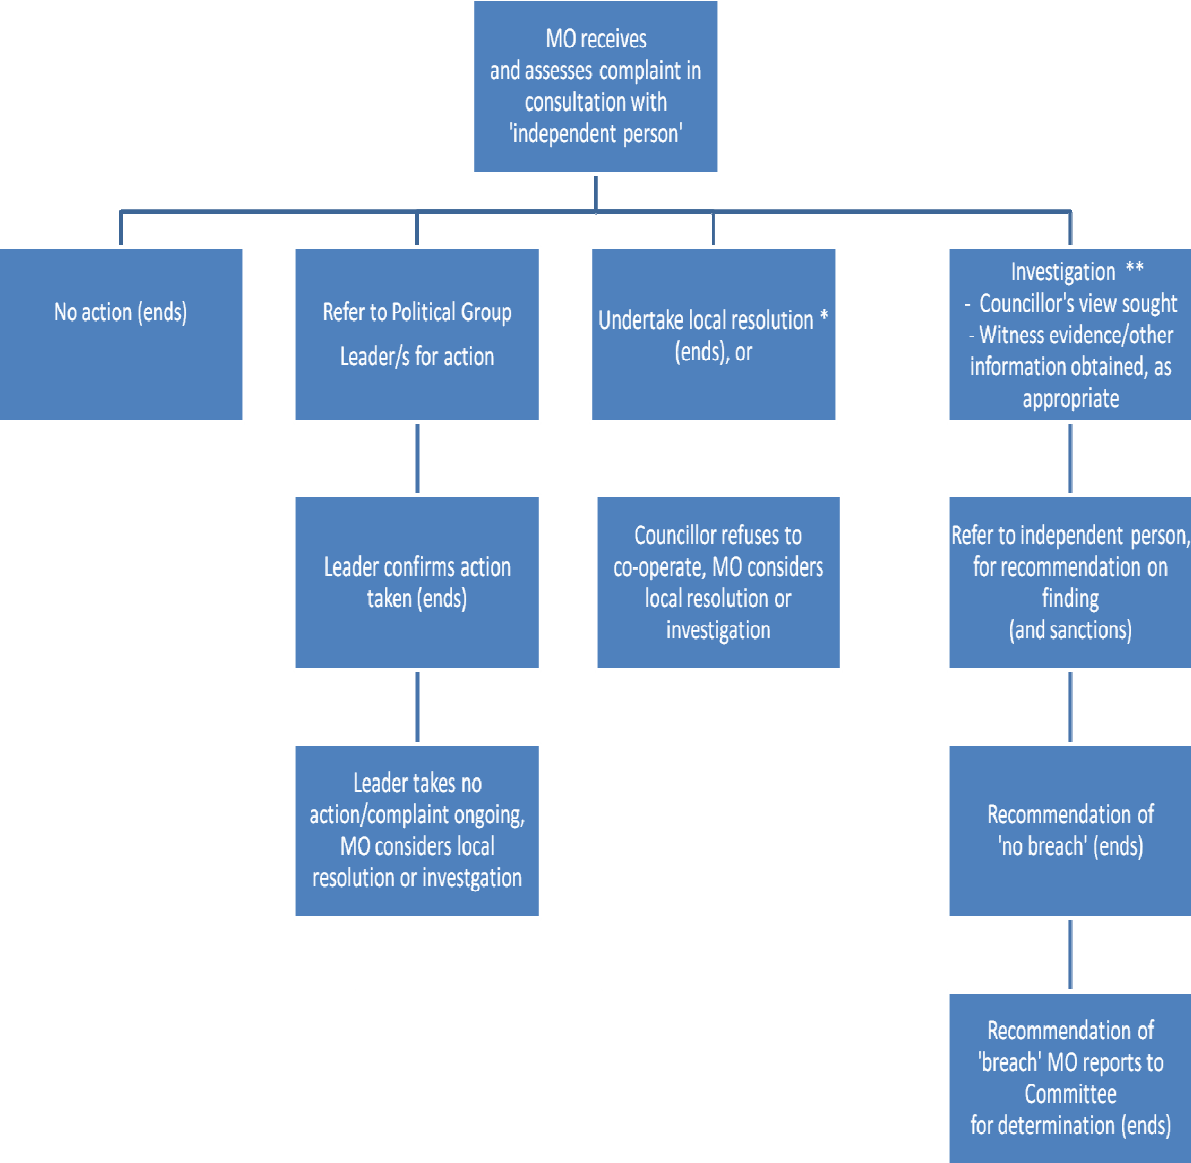 MO receives
and assesses complaint in
consultation with
'independent person'
No action (ends)
Refer to Political Group
Leader/s for action
Undertake local resolution *
(ends), or
Investigation **
- Councillor's view sought
- Witness evidence/other
information obtained, as
appropriate
Leader confirms action
taken (ends)
Councillor refuses to
co-operate, MO considers
local resolution or
investigation
Refer to independent person,
for recommendation on
finding
(and sanctions)
Leader takes no
action/complaint ongoing,
MO considers local
resolution or investgation
Recommendation of
'no breach' (ends)
Recommendation of
'breach' MO reports to
Committee
for determination (ends)